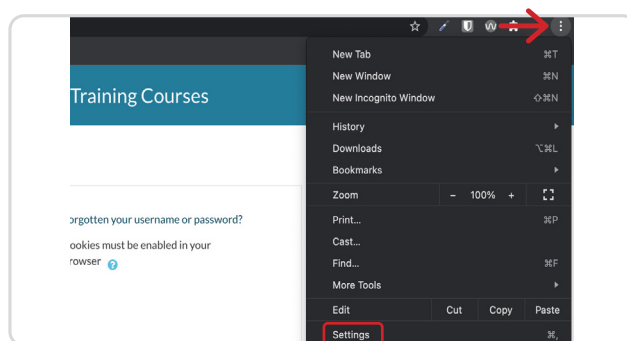 New Tab ⌘T
New Window ⌘N
New Incognito Window ⇧⌘N
Training Courses
History
Downloads ⌥⌘L
Bookmarks
Zoom - 100% +
orgotten your username or password?
Print... ⌘P
ookies must be enabled in your
Cast...
rowser ?
Find... ⌘F
More Tools
Edit Cut Copy Paste
Settings ⌘,